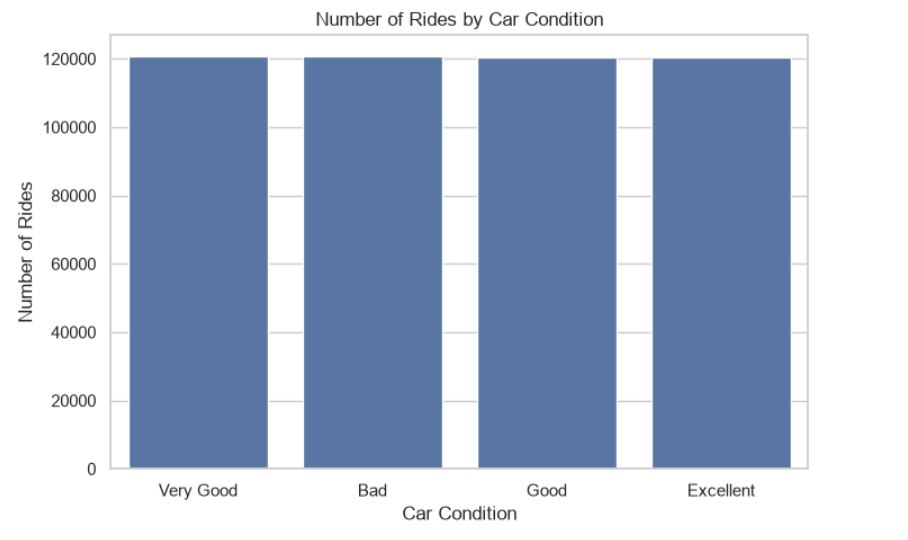 Number of Rides by Car Condition
120000
100000
80000
60000
40000
20000
0
Number of Rides
Very Good Bad Good Excellent
Car Condition